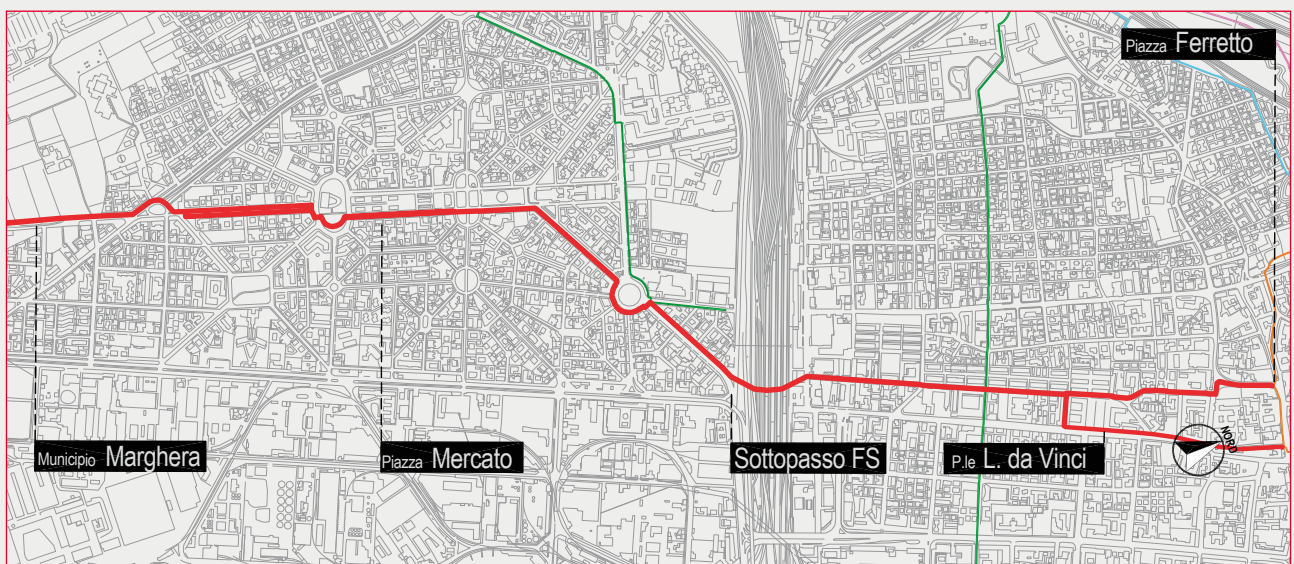 Piazza Ferretto
Municipio Marghera
Piazza Mercato
Sottopasso FS
P.le L. da Vinci
NORD